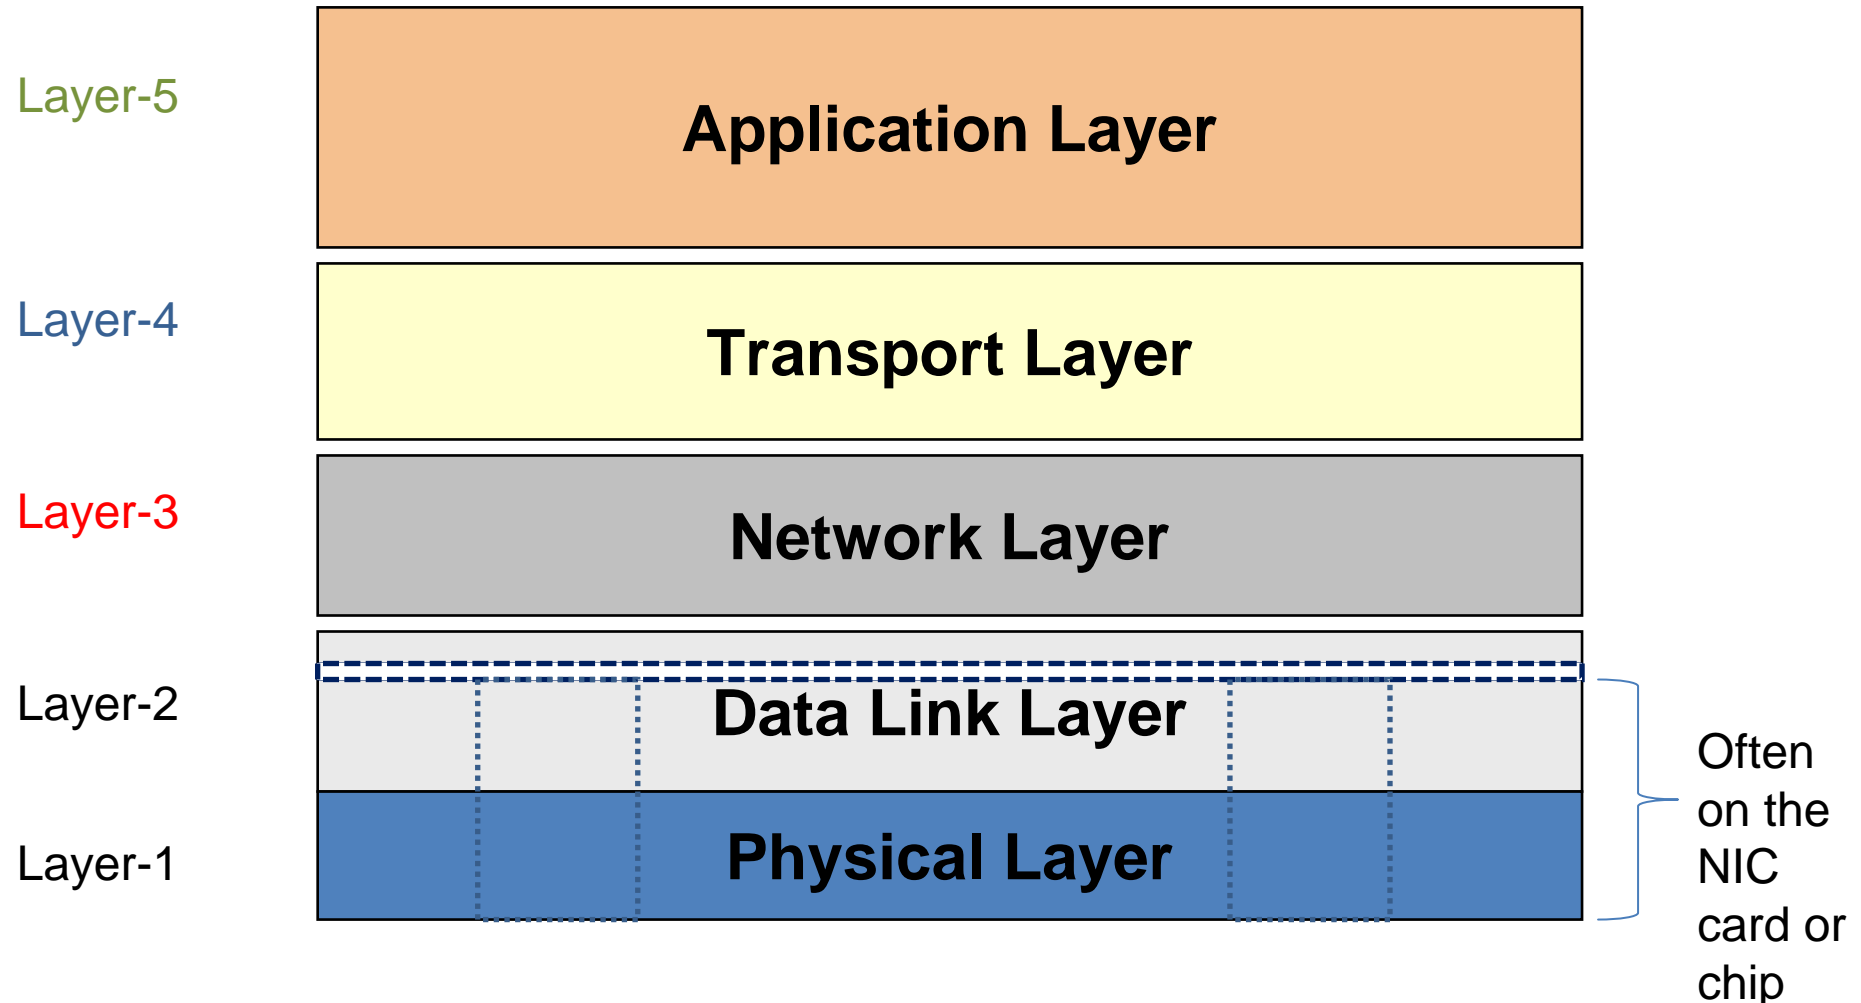 Layer-5
Application Layer
Layer-4
Transport Layer
Layer-3
Network Layer
Layer-2
Data Link Layer
Layer-1
Physical Layer
Often
on the
NIC
card or
chip